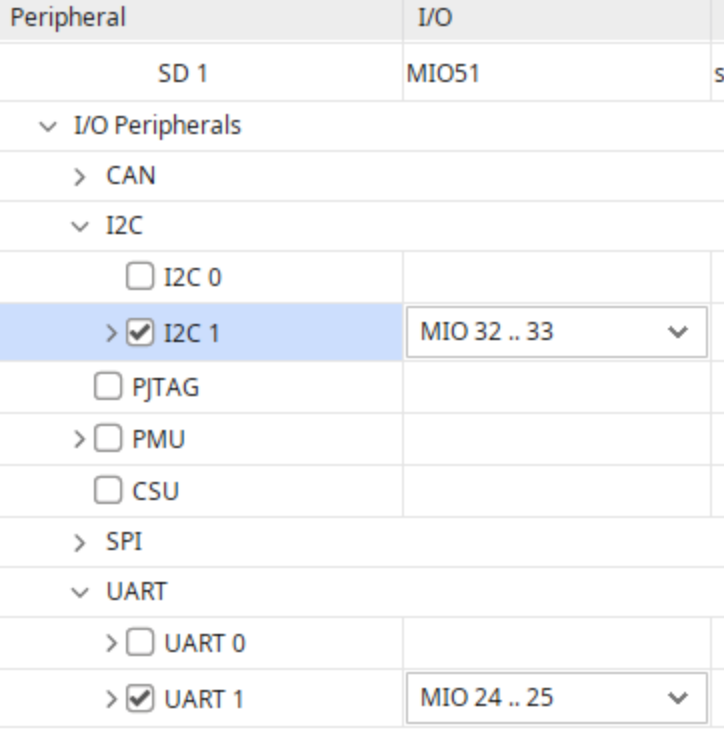 Peripheral I/O
SD 1 MIO51 s
I/O Peripherals
CAN
I2C
I2C 0
I2C 1 MIO 32 .. 33
PJTAG
PMU
CSU
SPI
UART
UART 0
UART 1 MIO 24 .. 25